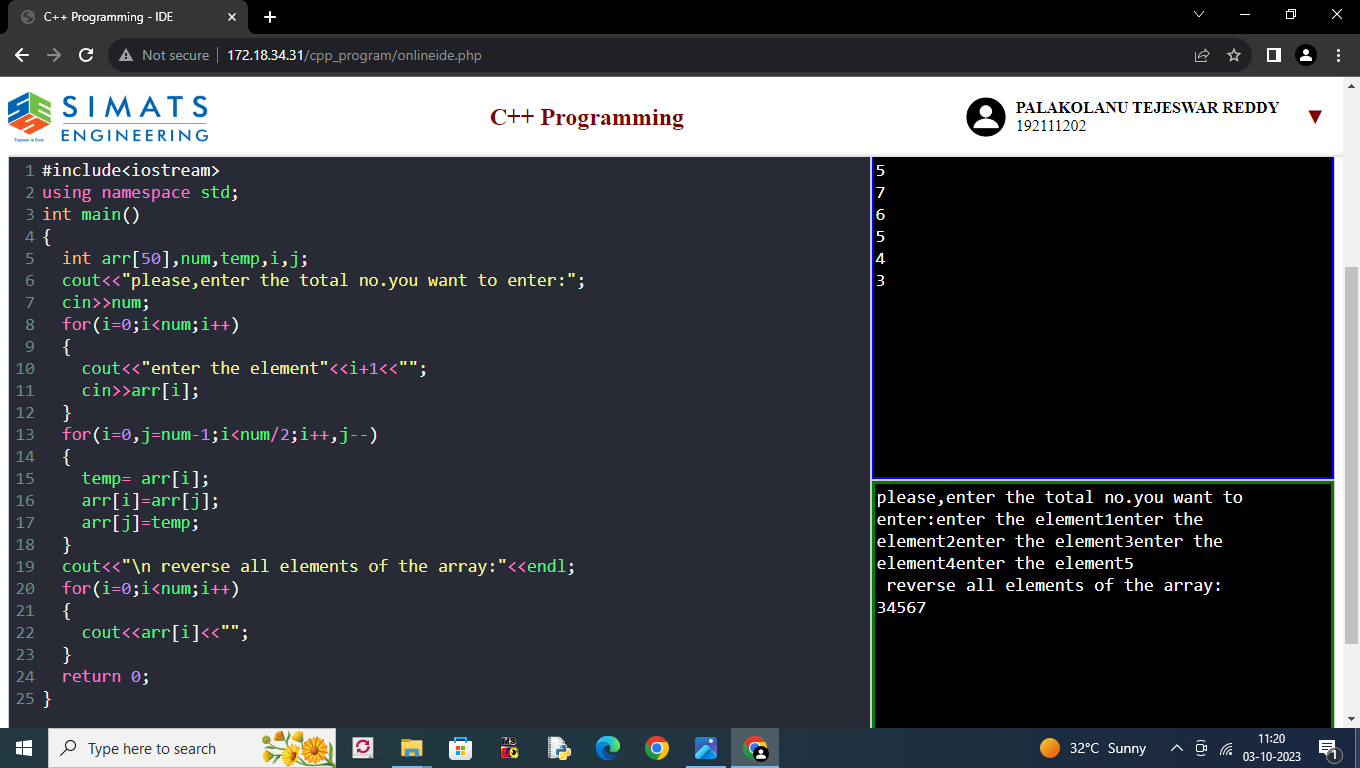 C++ Programming - IDE
Not secure 172.18.34.31/cpp_program/onlineide.php
SIMATS
ENGINEERING
Engineer to Excel
C++ Programming
PALAKOLANU TEJESWAR REDDY
192111202
1 #include<iostream>
2 using namespace std;
3 int main()
4 {
5 int arr[50],num,temp,i,j;
6 cout<<"please,enter the total no.you want to enter:";
7 cin>>num;
8 for(i=0;i<num;i++)
9 {
10 cout<<"enter the element"<<i+1<<"";
11 cin>>arr[i];
12 }
13 for(i=0,j=num-1;i<num/2;i++,j--)
14 {
15 temp= arr[i];
16 arr[i]=arr[j];
17 arr[j]=temp;
18 }
19 cout<<"\n reverse all elements of the array:"<<endl;
20 for(i=0;i<num;i++)
21 {
22 cout<<arr[i]<<"";
23 }
24 return 0;
25 }
5
7
6
5
4
3
please,enter the total no.you want to
enter:enter the element1enter the
element2enter the element3enter the
element4enter the element5
reverse all elements of the array:
34567
Type here to search
32°C Sunny
11:20
03-10-2023
1